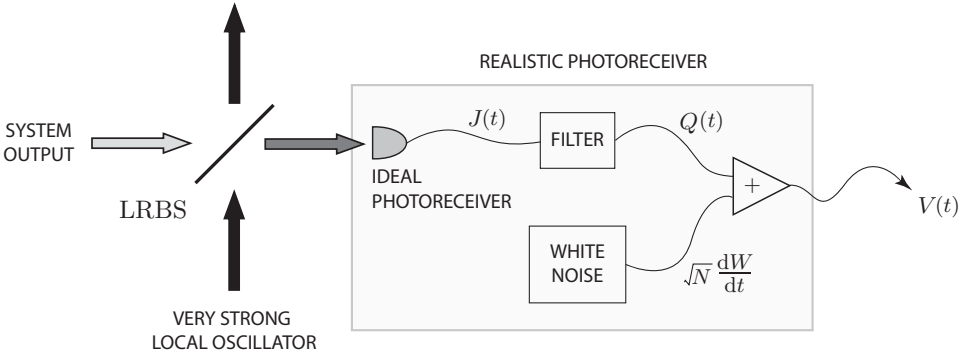 REALISTIC PHOTORECEIVER
SYSTEM
OUTPUT
J(t)
FILTER
Q(t)
IDEAL
PHOTORECEIVER
+
LRBS
V(t)
WHITE
NOISE
√N dW/dt
VERY STRONG
LOCAL OSCILLATOR